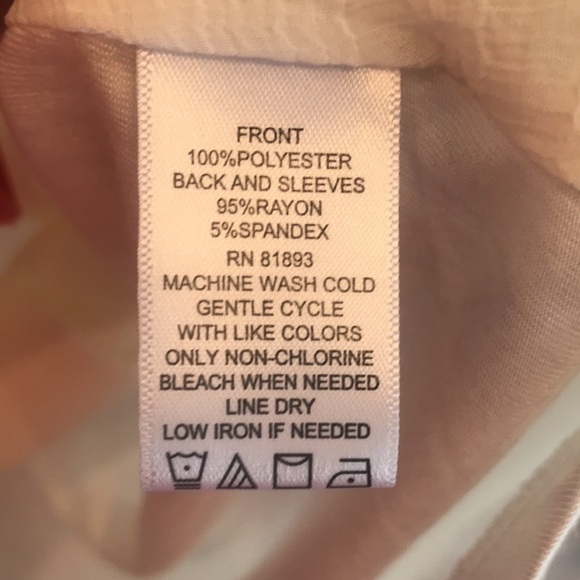 FRONT
100%POLYESTER
BACK AND SLEEVES
95%RAYON
5%SPANDEX
RN 81893
MACHINE WASH COLD
GENTLE CYCLE
WITH LIKE COLORS
ONLY NON-CHLORINE
BLEACH WHEN NEEDED
LINE DRY
LOW IRON IF NEEDED